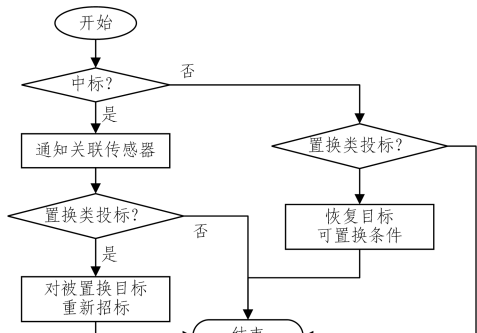 开始
中标?
否
是
通知关联传感器
置换类投标?
置换类投标?
否
恢复目标
可置换条件
是
对被置换目标
重新招标
结束